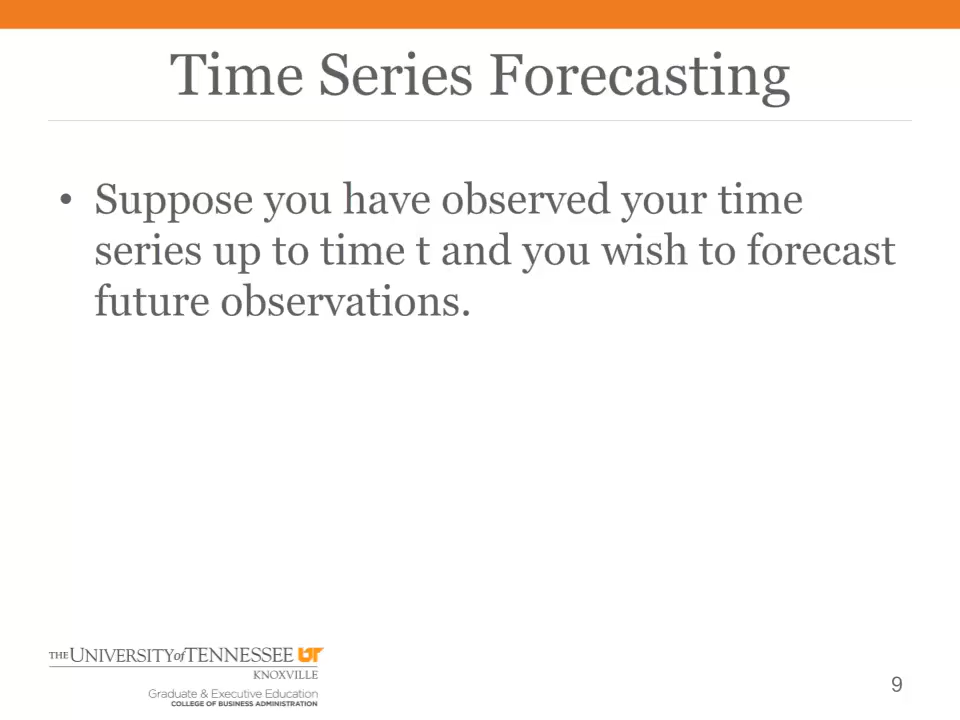 Time Series Forecasting
• Suppose you have observed your time
series up to time t and you wish to forecast
future observations.
THE UNIVERSITY of TENNESSEE UT
KNOXVILLE
Graduate & Executive Education
COLLEGE OF BUSINESS ADMINISTRATION
9